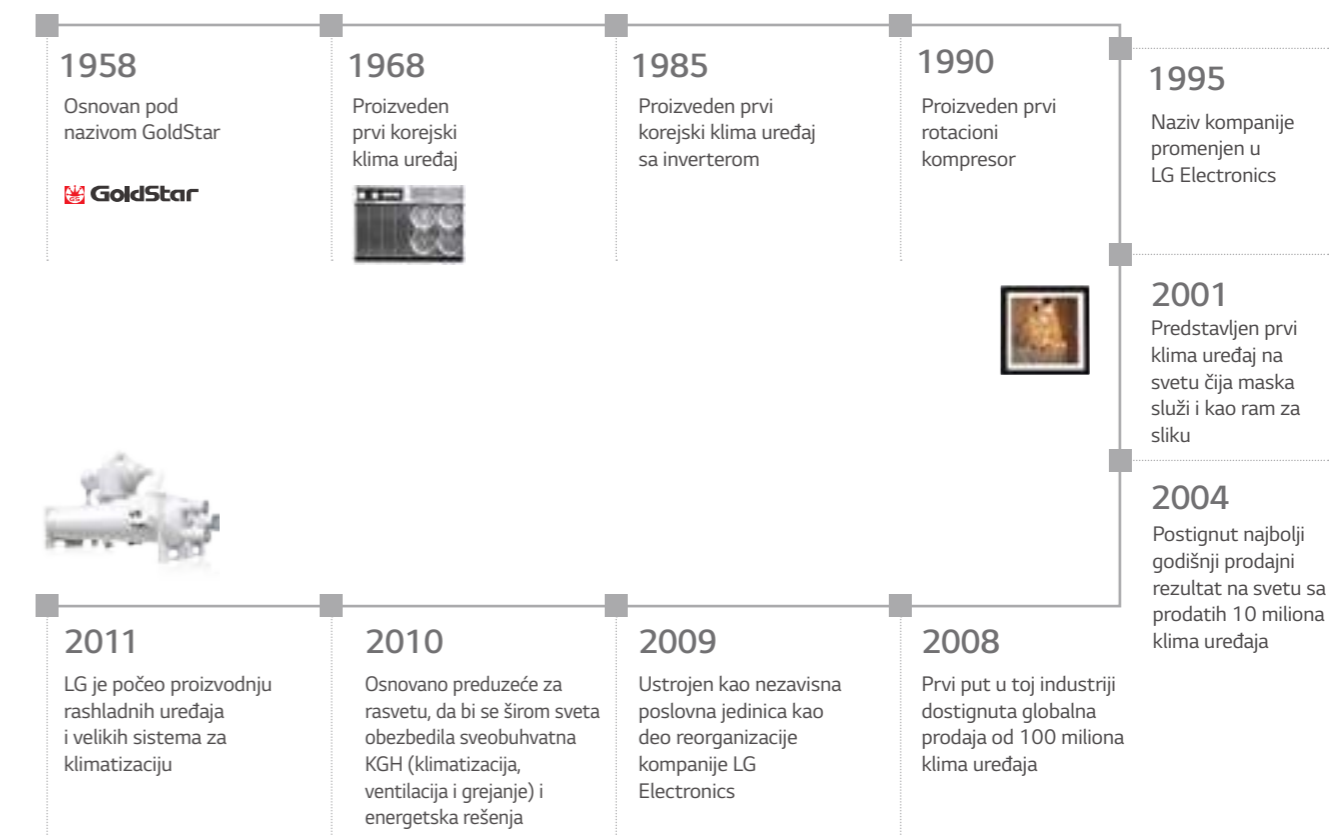 1958
Osnovan pod
nazivom GoldStar
GoldStar
1968
Proizveden
prvi korejski
klima uređaj
1985
Proizveden prvi
korejski klima uređaj
sa inverterom
1990
Proizveden prvi
rotacioni
kompresor
1995
Naziv kompanije
promenjen u
LG Electronics
2001
Predstavljen prvi
klima uređaj na
svetu čija maska
služi i kao ram za
sliku
2004
Postignut najbolji
godišnji prodajni
rezultat na svetu sa
prodatih 10 miliona
klima uređaja
2008
Prvi put u toj industriji
dostignuta globalna
prodaja od 100 miliona
klima uređaja
2009
Ustrojen kao nezavisna
poslovna jedinica kao
deo reorganizacije
kompanije LG
Electronics
2010
Osnovano preduzeće za
rasvetu, da bi se širom sveta
obezbedila sveobuhvatna
KGH (klimatizacija,
ventilacija i grejanje) i
energetska rešenja
2011
LG je počeo proizvodnju
rashladnih uređaja
i velikih sistema za
klimatizaciju